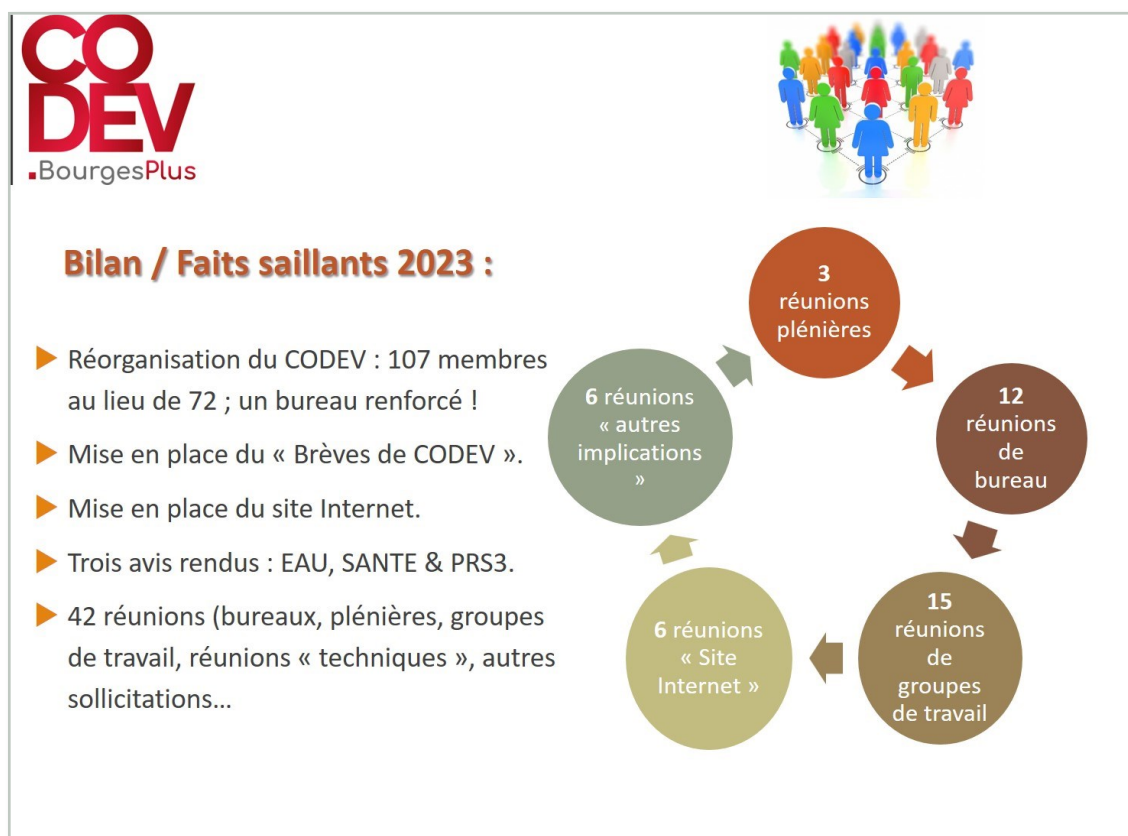 CO
DEV
.BourgesPlus
Bilan / Faits saillants 2023 :
Réorganisation du CODEV : 107 membres
au lieu de 72 ; un bureau renforcé !
Mise en place du « Brèves de CODEV ».
Mise en place du site Internet.
Trois avis rendus : EAU, SANTE & PRS3.
42 réunions (bureaux, plénières, groupes
de travail, réunions « techniques », autres
sollicitations…
3
réunions
plénières
12
réunions
de
bureau
15
réunions
de
groupes
de travail
6 réunions
« Site
Internet »
6 réunions
« autres
implications
»